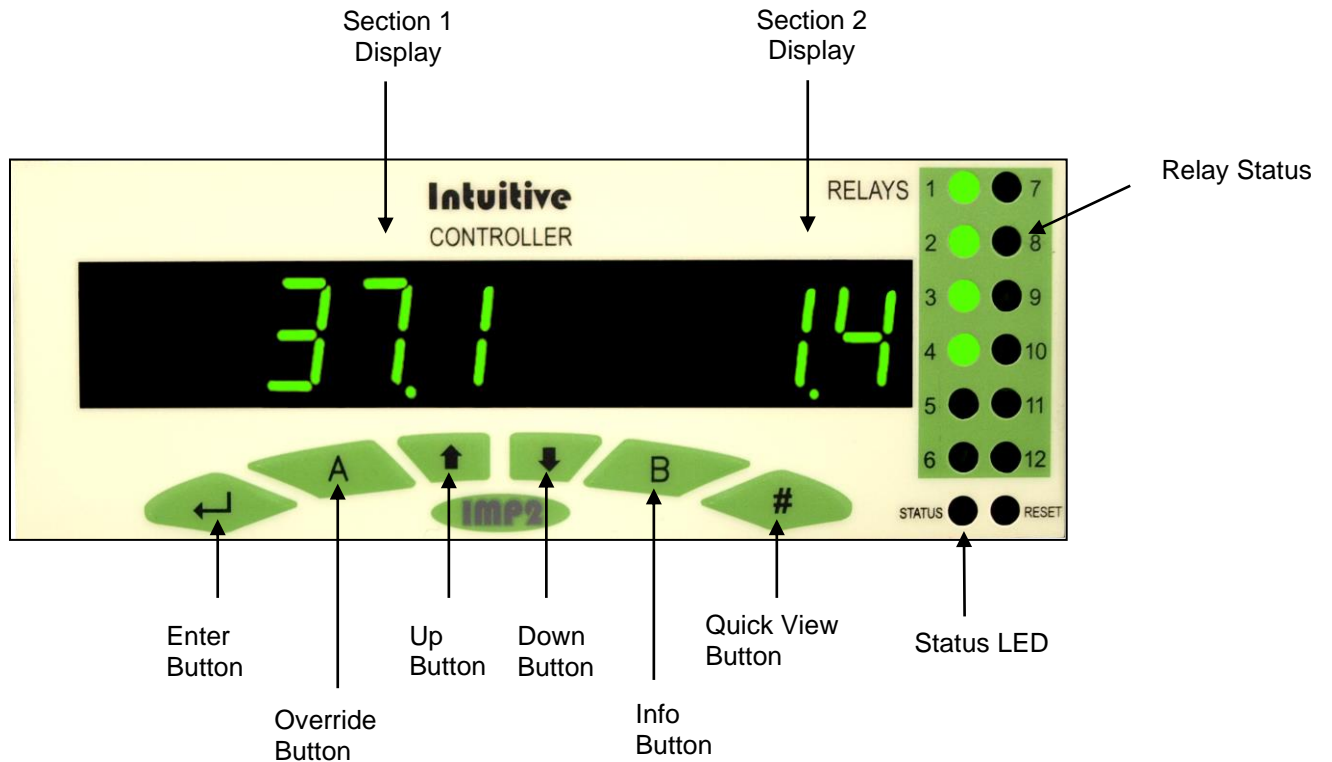 Section 1
Display
Section 2
Display
Relay Status
Intuitive
CONTROLLER
RELAYS
1
7
2
8
3
9
4
10
5
11
6
12
37.1
1.4
A
B
#
IMP2
STATUS
RESET
Enter
Button
Override
Button
Up
Button
Down
Button
Info
Button
Quick View
Button
Status LED